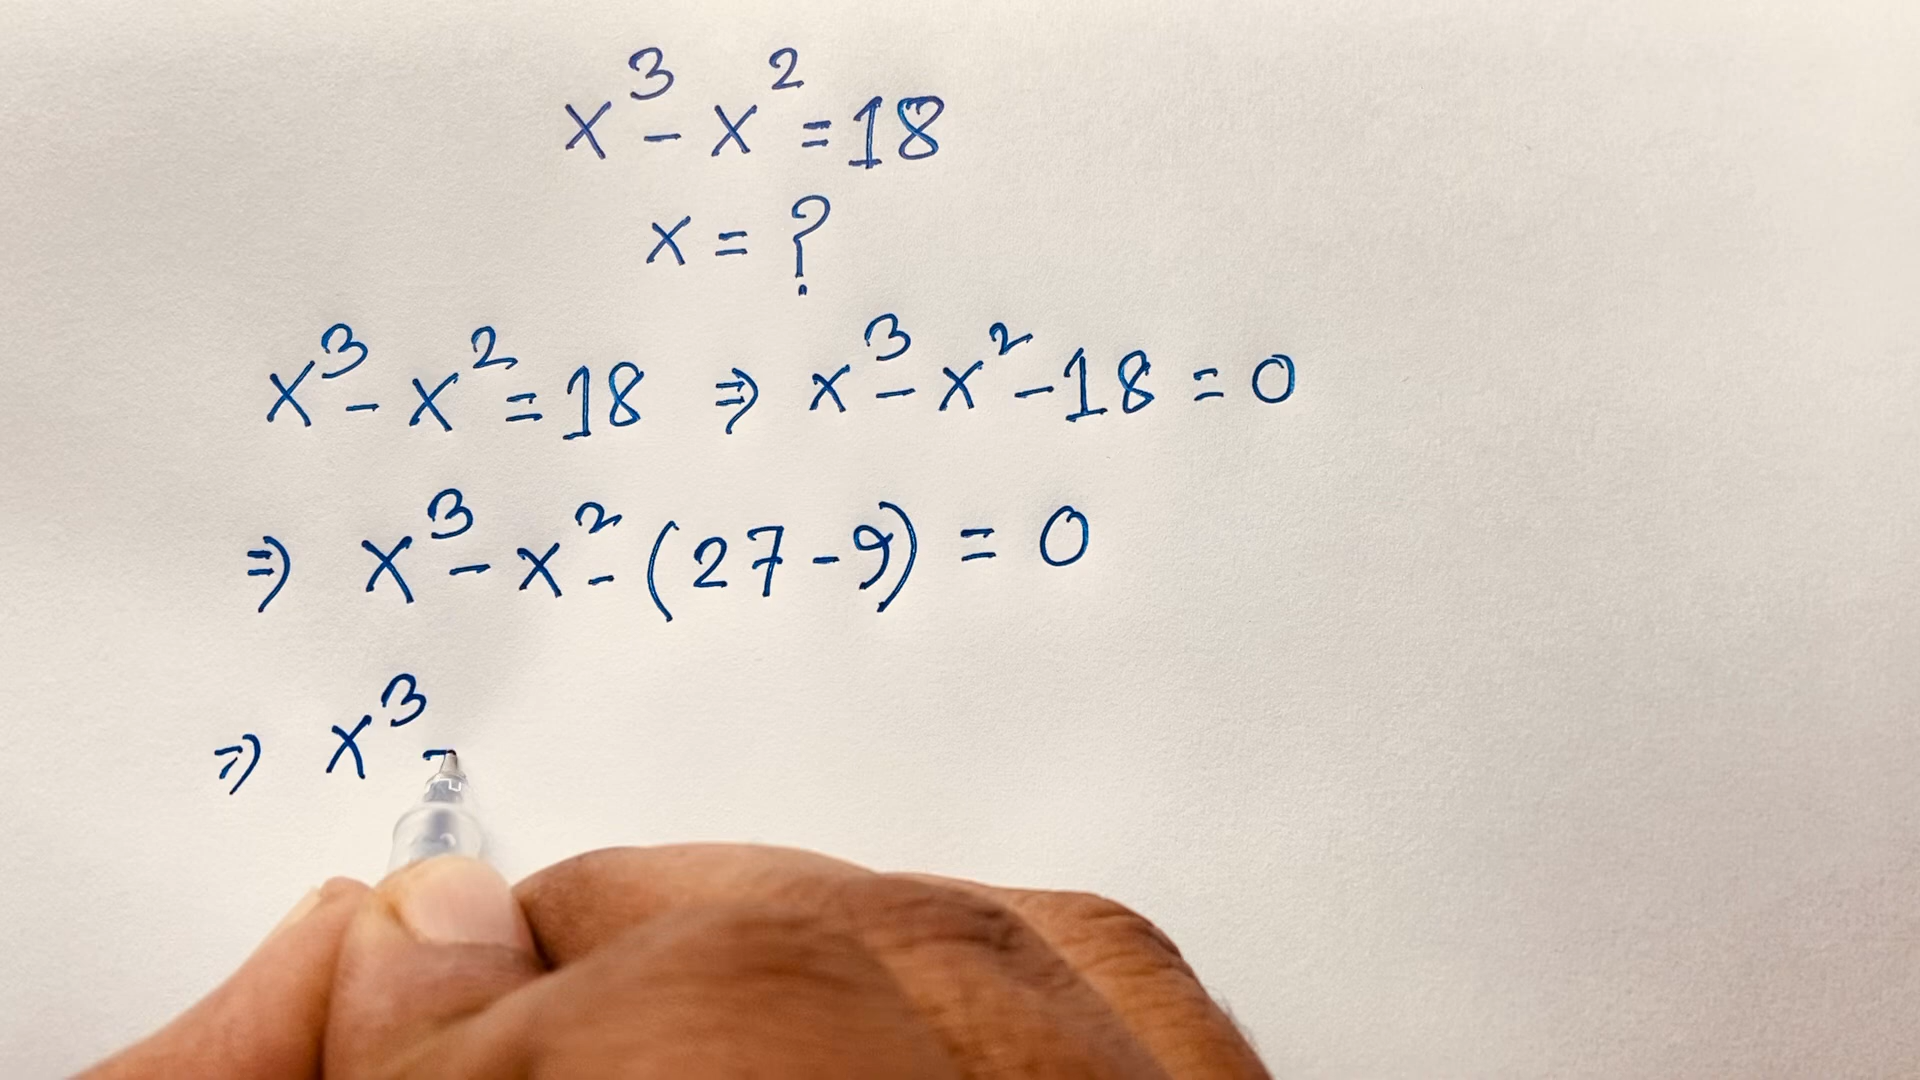 x³ - x² = 18
x = ?
x³ - x² = 18 ⇒ x³ - x² - 18 = 0
⇒ x³ - x² - (27 - 9) = 0
⇒ x³ -